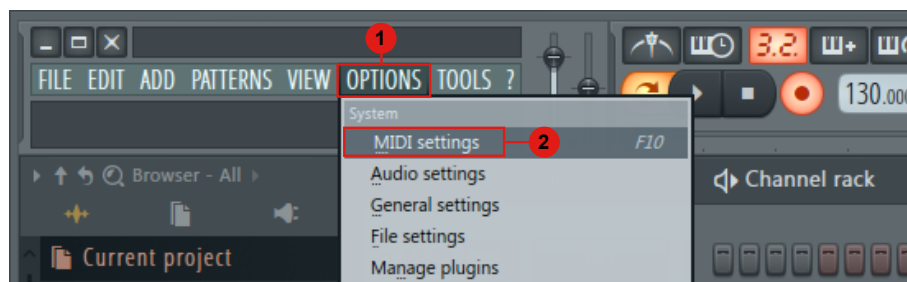 1
3.2.
FILE EDIT ADD PATTERNS VIEW OPTIONS TOOLS ?
130.000
System
MIDI settings 2 F10
Audio settings
General settings
File settings
Manage plugins
Browser - All
Channel rack
Current project